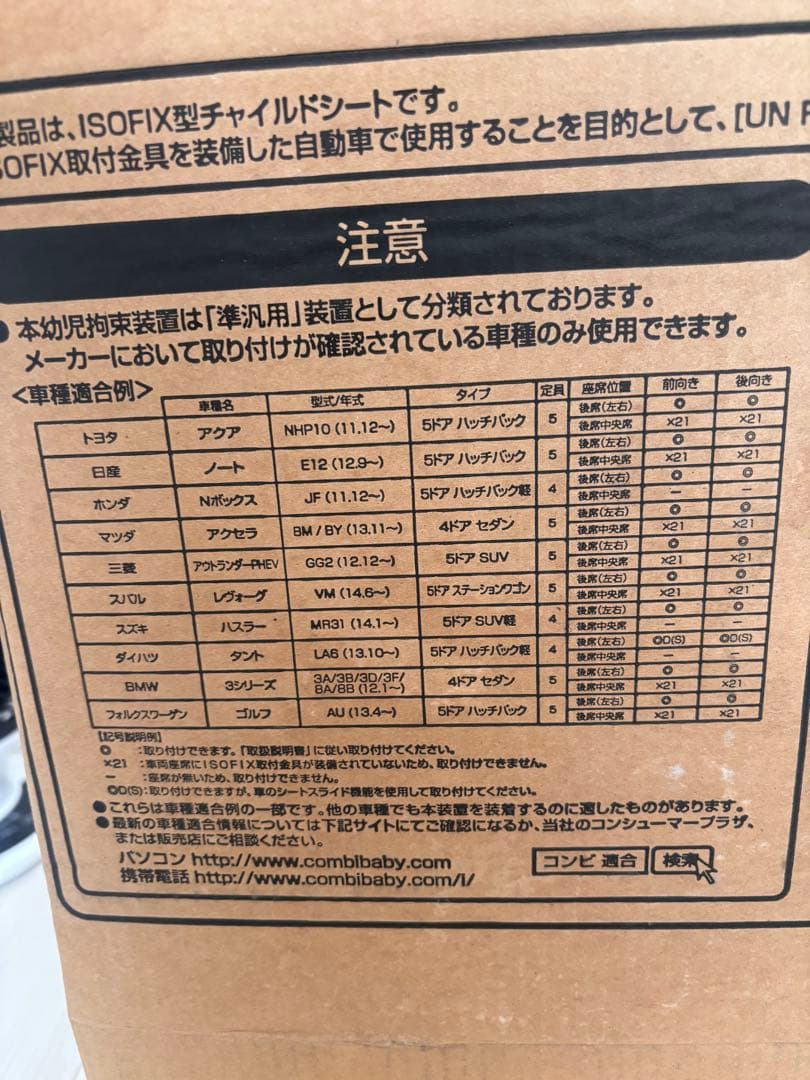 製品は、ISOFIX型チャイルドシートです。
SOFIX取付金具を装備した自動車で使用することを目的として、[UN R
注意
● 本幼児拘束装置は「準汎用」装置として分類されております。
メーカーにおいて取り付けが確認されている車種のみ使用できます。
<車種適合例>
車種名 型式/年式 タイプ 定員 座席位置 前向き 後向き
トヨタ アクア NHP10 (11.12~) 5ドア ハッチバック 5 後席(左右) ◎ ◎
後席中央席 ×21 ×21
日産 ノート E12 (12.9~) 5ドア ハッチバック 5 後席(左右) ◎ ◎
後席中央席 ×21 ×21
ホンダ Nボックス JF (11.12~) 5ドア ハッチバック軽 4 後席(左右) ◎ ◎
後席中央席 － －
マツダ アクセラ BM / BY (13.11~) 4ドア セダン 5 後席(左右) ◎ ◎
後席中央席 ×21 ×21
三菱 アウトランダーPHEV GG2 (12.12~) 5ドア SUV 5 後席(左右) ◎ ◎
後席中央席 ×21 ×21
スバル レヴォーグ VM (14.6~) 5ドア ステーションワゴン 5 後席(左右) ◎ ◎
後席中央席 ×21 ×21
スズキ ハスラー MR31 (14.1~) 5ドア SUV軽 4 後席(左右) ◎ ◎
後席中央席 － －
ダイハツ タント LA6 (13.10~) 5ドア ハッチバック軽 4 後席(左右) ◎D(S) ◎D(S)
後席中央席 － －
BMW 3シリーズ 3A/3B/3D/3F/ 4ドア セダン 5 後席(左右) ◎ ◎
8A/8B (12.1~) 後席中央席 ×21 ×21
フォルクスワーゲン ゴルフ AU (13.4~) 5ドア ハッチバック 5 後席(左右) ◎ ◎
後席中央席 ×21 ×21
【記号説明例】
◎ :取り付けできます。「取扱説明書」に従い取り付けてください。
×21 :車両座席にISOFIX取付金具が装備されていないため、取り付けできません。
－ :座席が無いため、取り付けできません。
◎D(S):取り付けできますが、車のシートスライド機能を使用して取り付けてください。
●これらは車種適合例の一部です。他の車種でも本装置を装着するのに適したものがあります。
●最新の車種適合情報については下記サイトにてご確認になるか、当社のコンシューマープラザ、
または販売店にご相談ください。
パソコン http://www.combibaby.com
携帯電話 http://www.combibaby.com/i/
コンビ 適合 検索